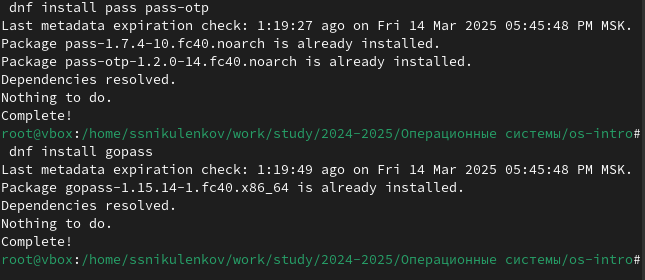 dnf install pass pass-otp
Last metadata expiration check: 1:19:27 ago on Fri 14 Mar 2025 05:45:48 PM MSK.
Package pass-1.7.4-10.fc40.noarch is already installed.
Package pass-otp-1.2.0-14.fc40.noarch is already installed.
Dependencies resolved.
Nothing to do.
Complete!
root@vbox:/home/ssnikulenkov/work/study/2024-2025/Операционные системы/os-intro#
dnf install gopass
Last metadata expiration check: 1:19:49 ago on Fri 14 Mar 2025 05:45:48 PM MSK.
Package gopass-1.15.14-1.fc40.x86_64 is already installed.
Dependencies resolved.
Nothing to do.
Complete!
root@vbox:/home/ssnikulenkov/work/study/2024-2025/Операционные системы/os-intro#